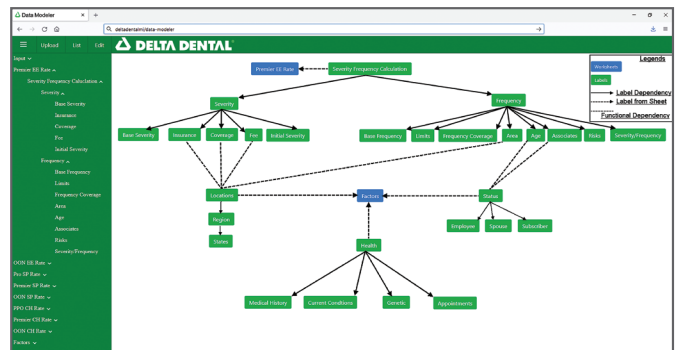 Data Modeler
deltadentalmi/data-modeler
Upload List Edit DELTA DENTAL
Input
Premier EE Rate
Severity Frequency Calculation
Severity
Base Severity
Insurance
Coverage
Fee
Initial Severity
Frequency
Base Frequency
Limits
Frequency Coverage
Area
Age
Associates
Risks
Severity/Frequency
OON EE Rate
Pro SP Rate
Premier SP Rate
OON SP Rate
PPO CH Rate
Premier CH Rate
OON CH Rate
Factors
Premier EE Rate Severity Frequency Calculation
Severity Frequency
Base Severity Insurance Coverage Fee Initial Severity Base Frequency Limits Frequency Coverage Area Age Associates Risks Severity/Frequency
Locations Factors Status
Region Employee Spouse Subscriber
States Health
Medical History Current Conditions Genetic Appointments
Legends
Worksheets
Labels
Label Dependency
Label from Sheet
Functional Dependency